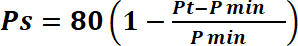 Ps = 80(1 − (Pt−P min)/(P min))